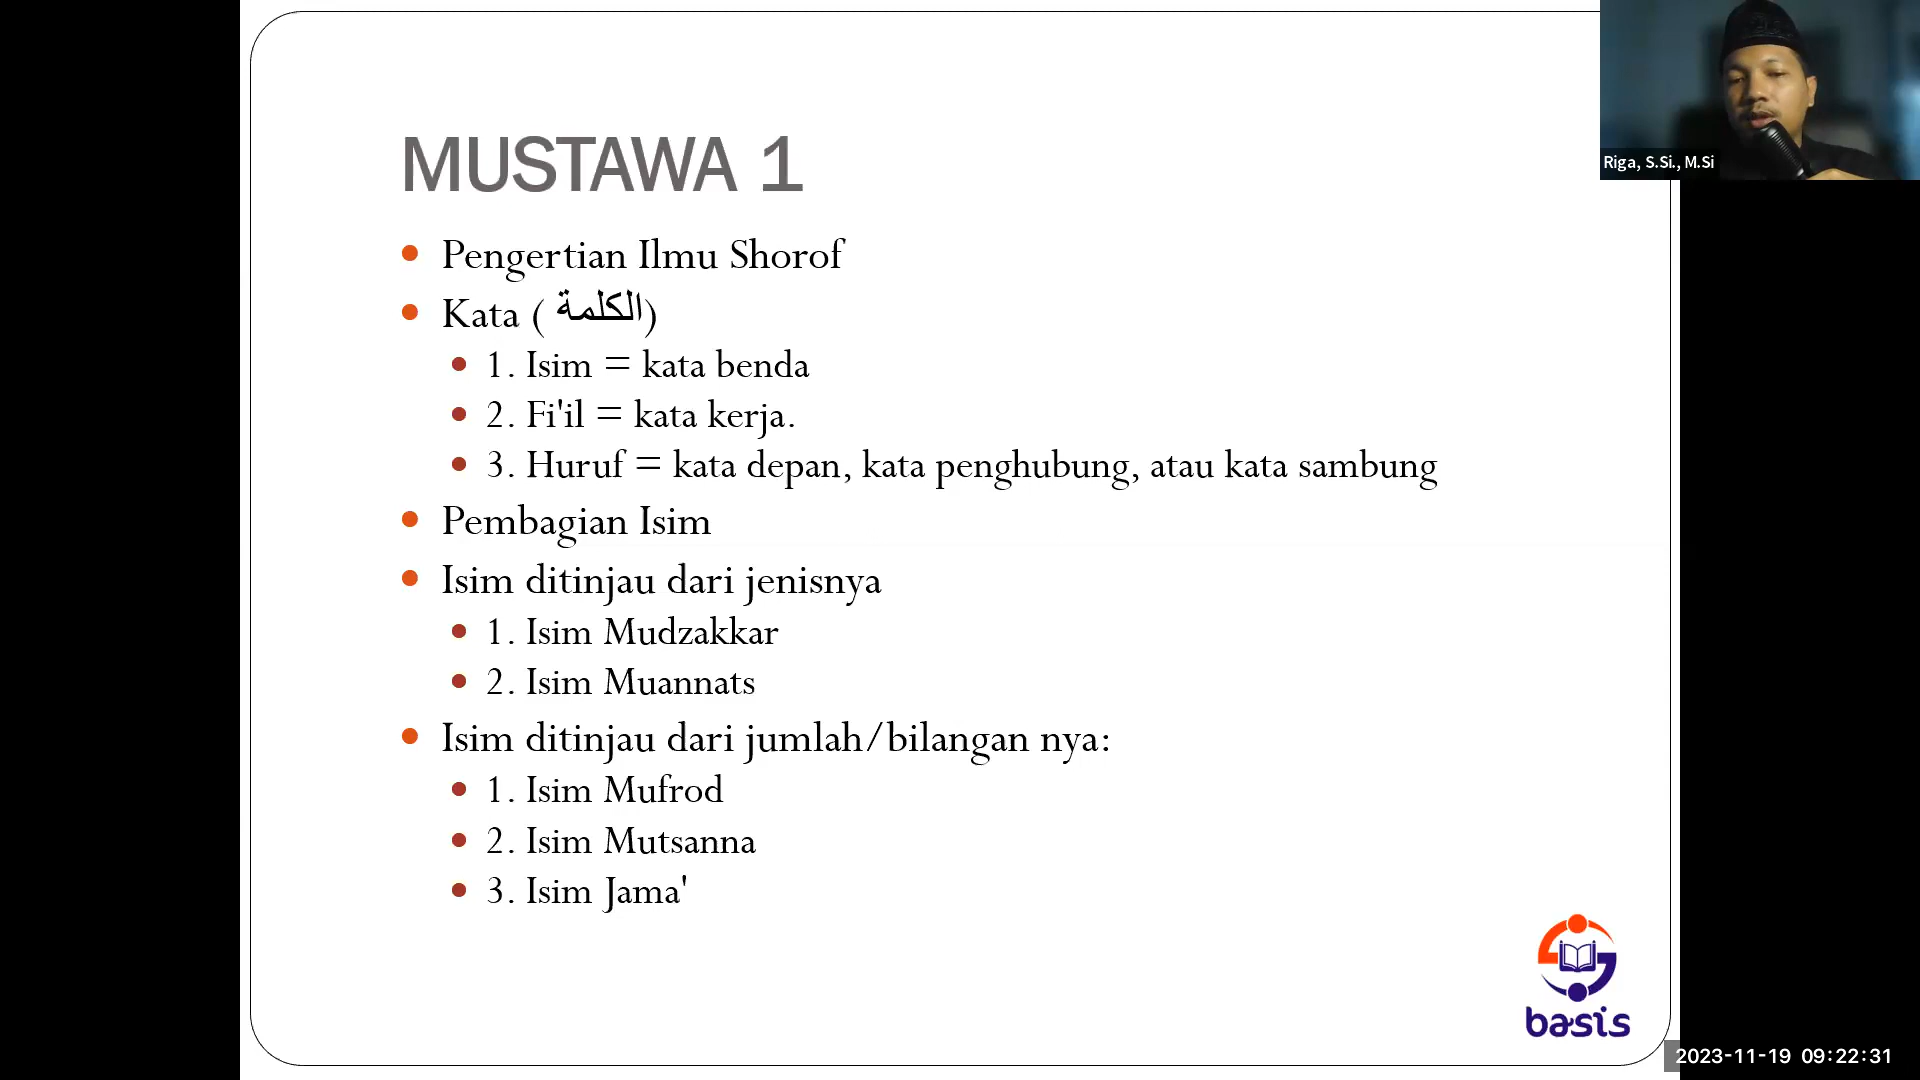 MUSTAWA 1
Pengertian Ilmu Shorof
Kata ( الكلمة)
1. Isim = kata benda
2. Fi'il = kata kerja.
3. Huruf = kata depan, kata penghubung, atau kata sambung
Pembagian Isim
Isim ditinjau dari jenisnya
1. Isim Mudzakkar
2. Isim Muannats
Isim ditinjau dari jumlah/bilangan nya:
1. Isim Mufrod
2. Isim Mutsanna
3. Isim Jama'
Riga, S.Si., M.Si
basis
2023-11-19 09:22:31